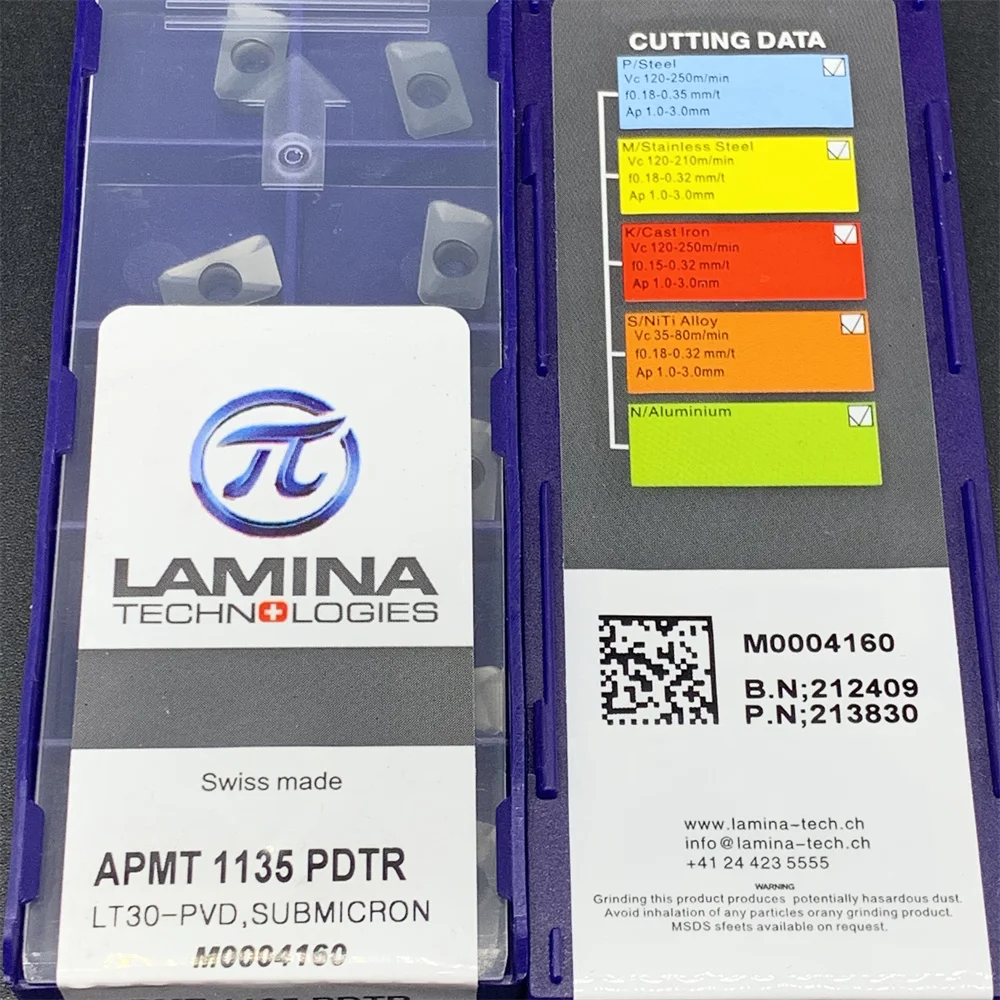 π
LAMINA
TECHNOLOGIES
Swiss made
APMT 1135 PDTR
LT30-PVD,SUBMICRON
M0004160
APMT 1135 PDTR
CUTTING DATA
P/Steel
Vc 120-250m/min
f0.18-0.35 mm/t
Ap 1.0-3.0mm
M/Stainless Steel
Vc 120-210m/min
f0.18-0.32 mm/t
Ap 1.0-3.0mm
K/Cast Iron
Vc 120-250m/min
f0.15-0.32 mm/t
Ap 1.0-3.0mm
S/NiTi Alloy
Vc 35-80m/min
f0.18-0.32 mm/t
Ap 1.0-3.0mm
N/Aluminium
M0004160
B.N;212409
P.N;213830
www.lamina-tech.ch
info@lamina-tech.ch
+41 24 423 5555
WARNING
Grinding this product produces potentially hazardous dust.
Avoid inhalation of any particles orany grinding product.
MSDS sfeets available on request.